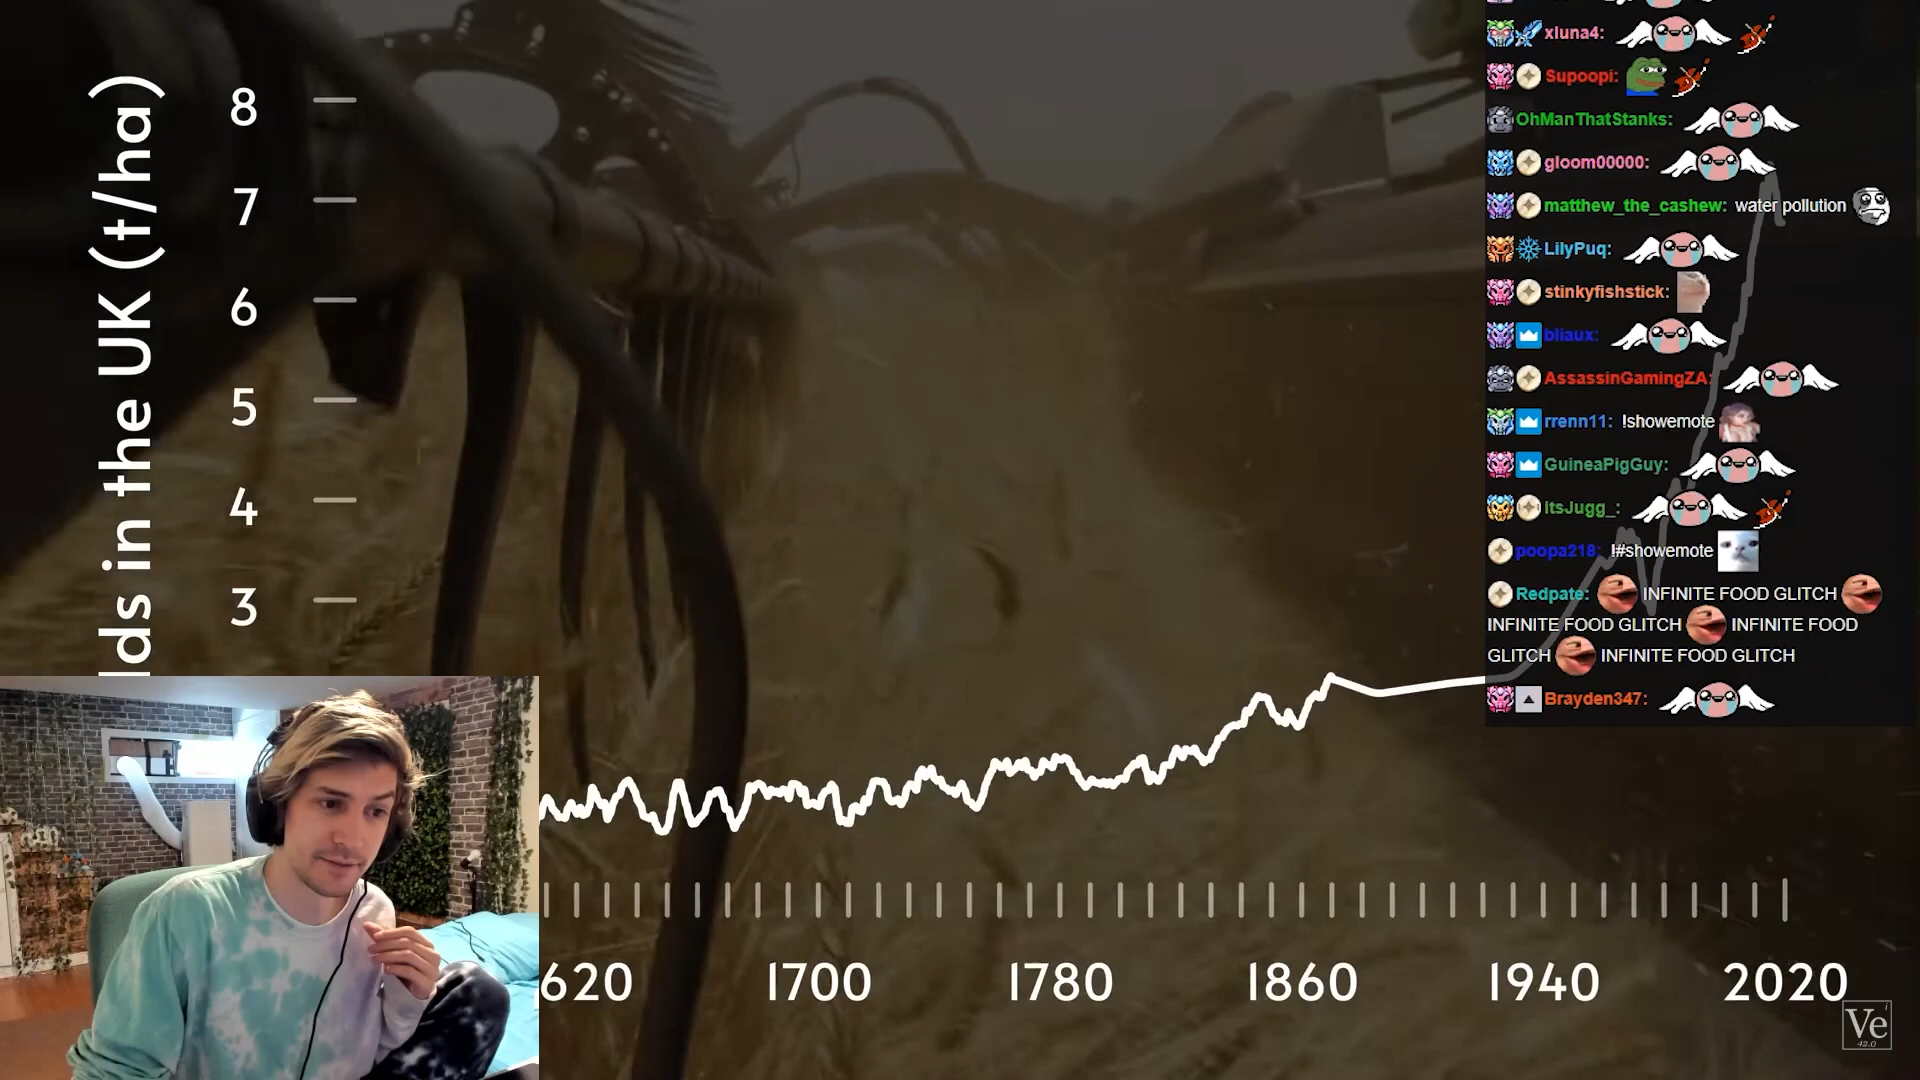 lds in the UK (t/ha)
8
7
6
5
4
3
620
1700
1780
1860
1940
2020
xluna4:
Supoopi:
OhManThatStanks:
gloom00000:
matthew_the_cashew: water pollution
LilyPuq:
stinkyfishstick:
bliaux:
AssassinGamingZA:
rrenn11: !showemote
GuineaPigGuy:
ItsJugg_:
poopa218: !#showemote
Redpate: INFINITE FOOD GLITCH
INFINITE FOOD GLITCH INFINITE FOOD
GLITCH INFINITE FOOD GLITCH
Brayden347:
i
Ve
42.0